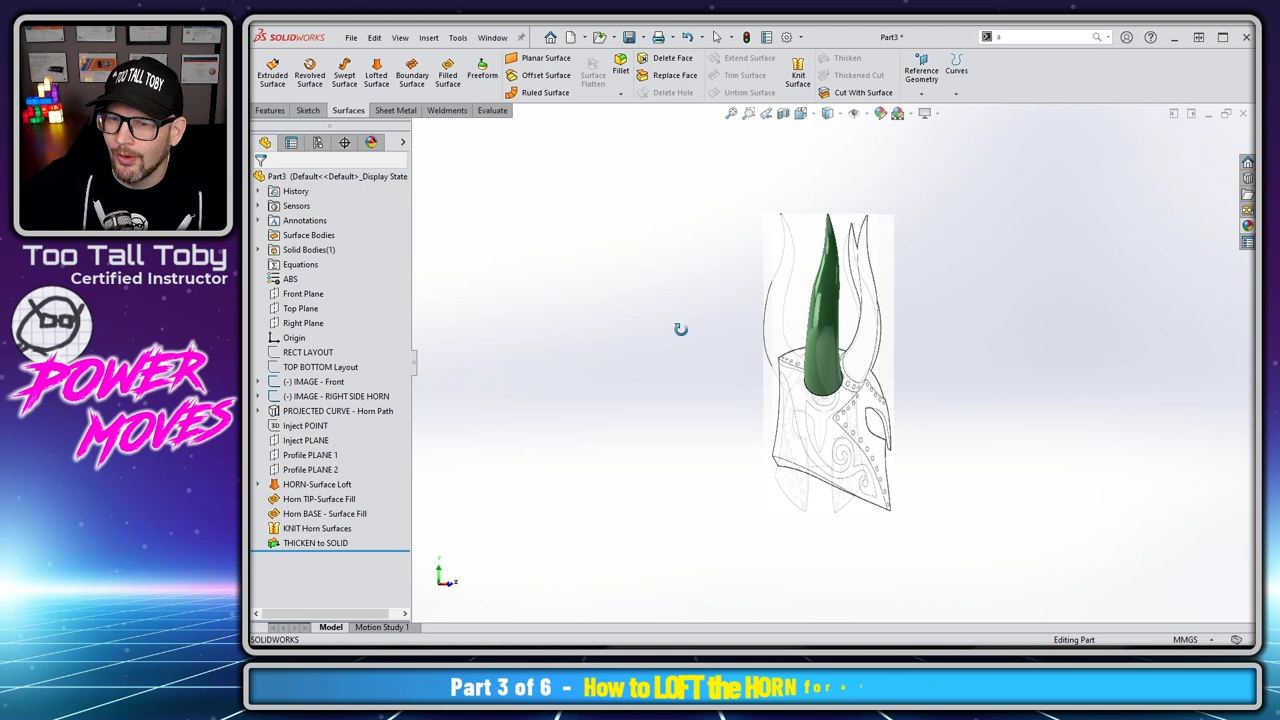 TOO TALL TOBY
Too Tall Toby
Certified Instructor
POWER
MOVES
SOLIDWORKS
File Edit View Insert Tools Window
Part3 *
a
Extruded Surface
Revolved Surface
Swept Surface
Lofted Surface
Boundary Surface
Filled Surface
Freeform
Planar Surface
Offset Surface
Ruled Surface
Surface Flatten
Fillet
Delete Face
Replace Face
Delete Hole
Extend Surface
Trim Surface
Untrim Surface
Knit Surface
Thicken
Thickened Cut
Cut With Surface
Reference Geometry
Curves
Features Sketch Surfaces Sheet Metal Weldments Evaluate
Part3 (Default<<Default>_Display State
History
Sensors
Annotations
Surface Bodies
Solid Bodies(1)
Equations
ABS
Front Plane
Top Plane
Right Plane
Origin
RECT LAYOUT
TOP BOTTOM Layout
(-) IMAGE - Front
(-) IMAGE - RIGHT SIDE HORN
PROJECTED CURVE - Horn Path
3D Inject POINT
Inject PLANE
Profile PLANE 1
Profile PLANE 2
HORN-Surface Loft
Horn TIP-Surface Fill
Horn BASE - Surface Fill
KNIT Horn Surfaces
THICKEN to SOLID
Model Motion Study 1
SOLIDWORKS
Editing Part
MMGS
Part 3 of 6 - How to LOFT the HORN for